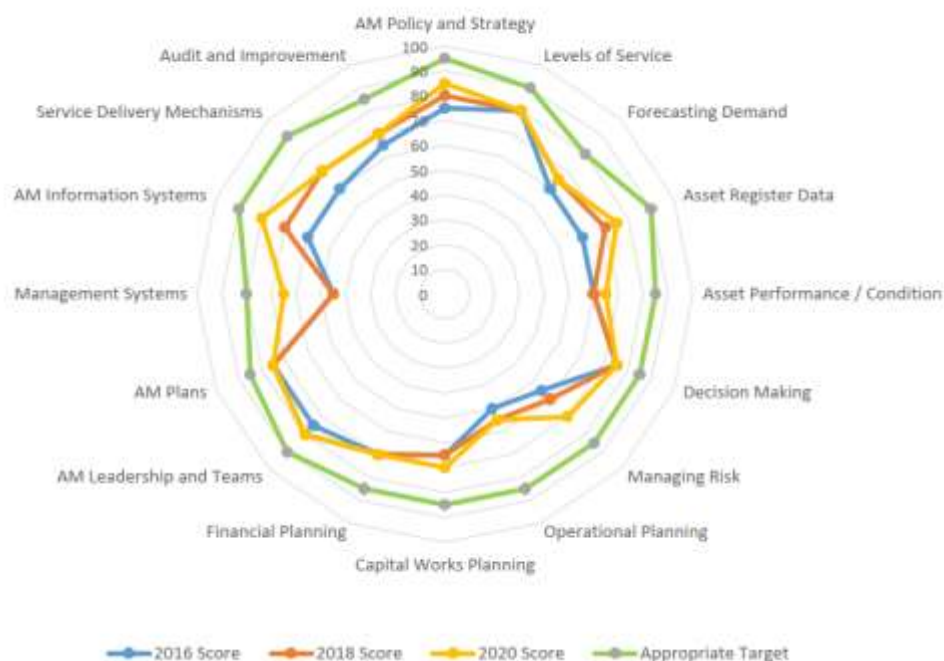 AM Policy and Strategy
Audit and Improvement
Levels of Service
Service Delivery Mechanisms
Forecasting Demand
AM Information Systems
Asset Register Data
Management Systems
Asset Performance / Condition
AM Plans
Decision Making
AM Leadership and Teams
Managing Risk
Financial Planning
Operational Planning
Capital Works Planning
100
90
80
70
60
50
40
30
20
10
0
2016 Score
2018 Score
2020 Score
Appropriate Target